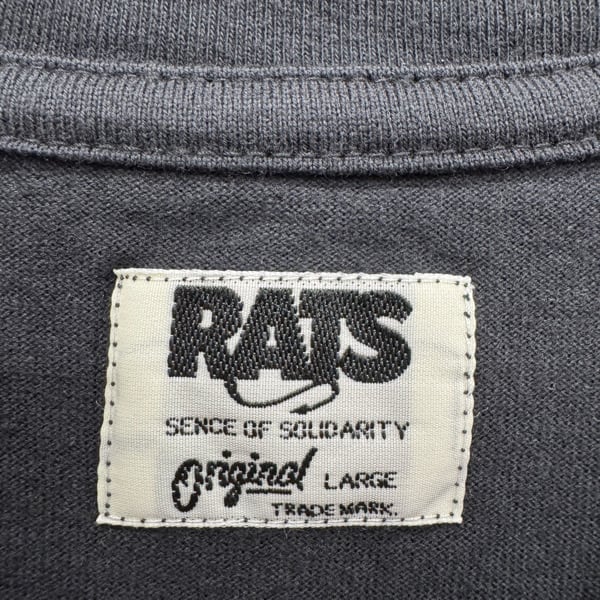 RATS
SENCE OF SOLIDARITY
Original LARGE
TRADE MARK.